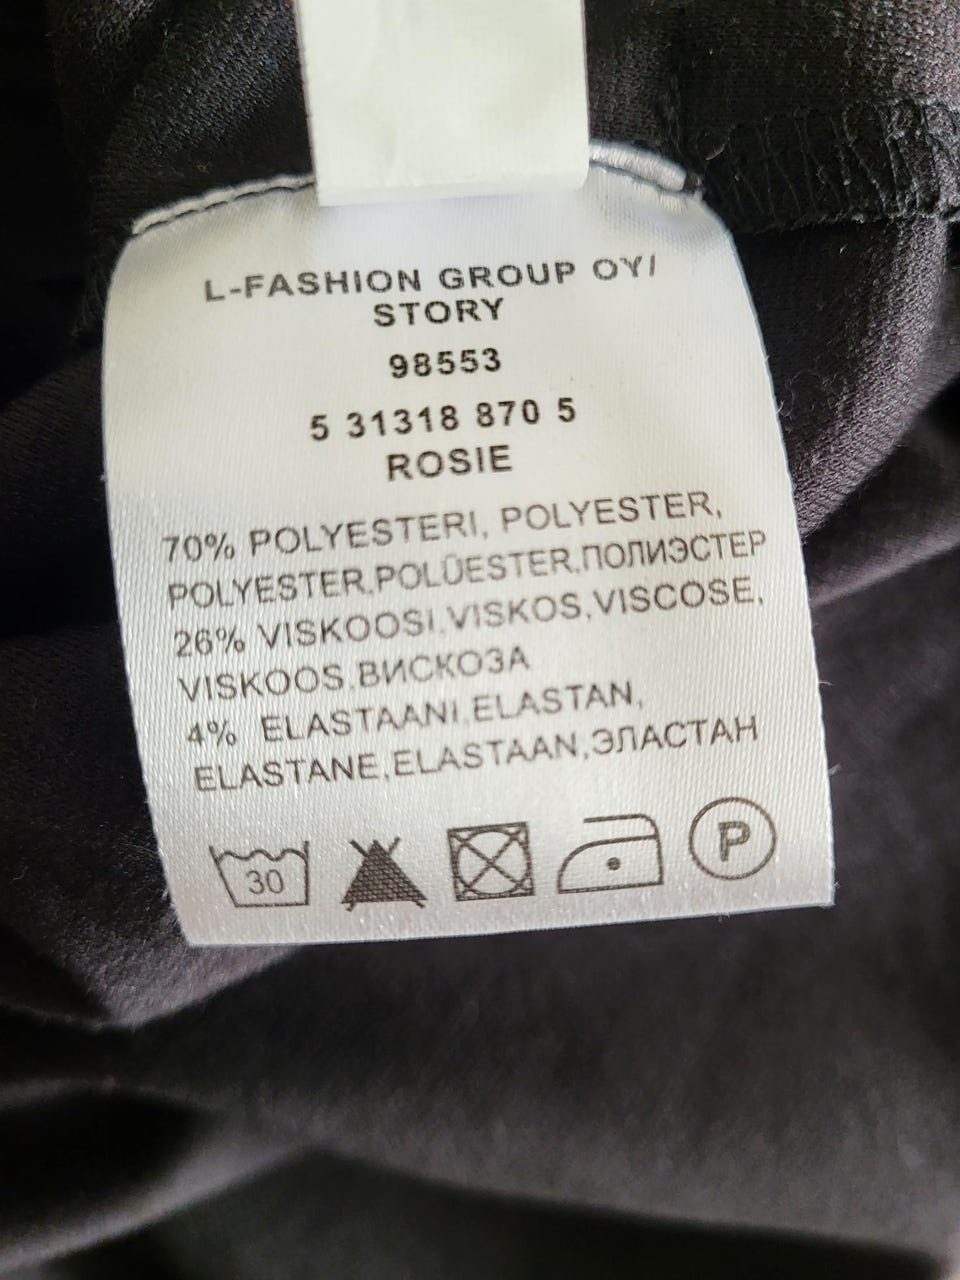 L-FASHION GROUP OY/
STORY
98553
5 31318 870 5
ROSIE
70% POLYESTERI, POLYESTER,
POLYESTER,POLÜESTER,ПОЛИЭСТЕР
26% VISKOOSI,VISKOS,VISCOSE,
VISKOOS,ВИСКОЗА
4% ELASTAANI,ELASTAN,
ELASTANE,ELASTAAN,ЭЛАСТАН
30 P